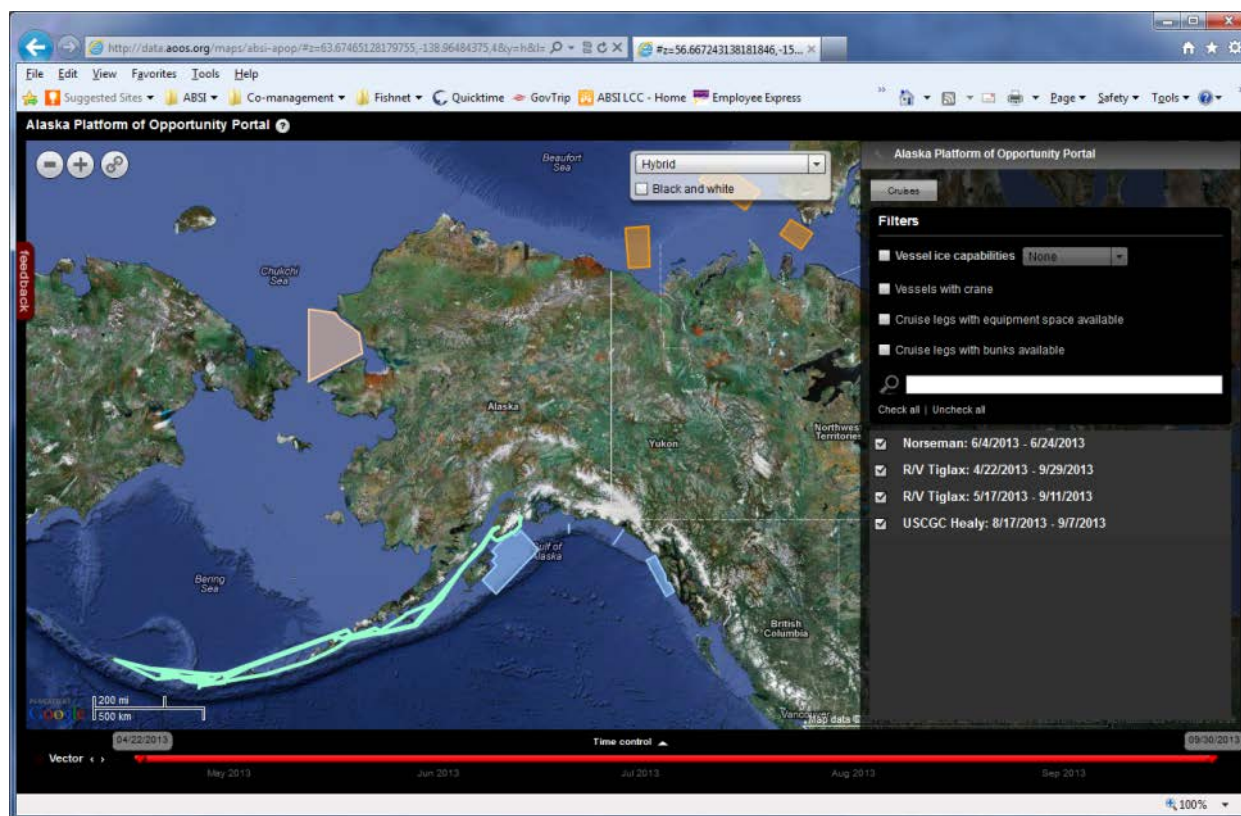 http://data.aoos.org/maps/absi-apop/#z=63.67465128179755,-138.96484375,4&y=h&l=
#z=56.667243138181846,-15...
File Edit View Favorites Tools Help
Suggested Sites ABSI Co-management Fishnet Quicktime GovTrip ABSI LCC - Home Employee Express Page Safety Tools
Alaska Platform of Opportunity Portal
Beaufort Sea
Hybrid
Black and white
Alaska Platform of Opportunity Portal
Cruises
Filters
Vessel ice capabilities None
Vessels with crane
Cruise legs with equipment space available
Cruise legs with bunks available
Check all | Uncheck all
Norseman: 6/4/2013 - 6/24/2013
R/V Tiglax: 4/22/2013 - 9/29/2013
R/V Tiglax: 5/17/2013 - 9/11/2013
USCGC Healy: 8/17/2013 - 9/7/2013
feedback
Chukchi Sea
Alaska
Yukon
Northwest Territories
Gulf of Alaska
Bering Sea
British Columbia
Vancouver
200 mi
500 km
Google
Map data ©
04/22/2013
Time control
09/30/2013
Vector
May 2013 Jun 2013 Jul 2013 Aug 2013 Sep 2013
100%